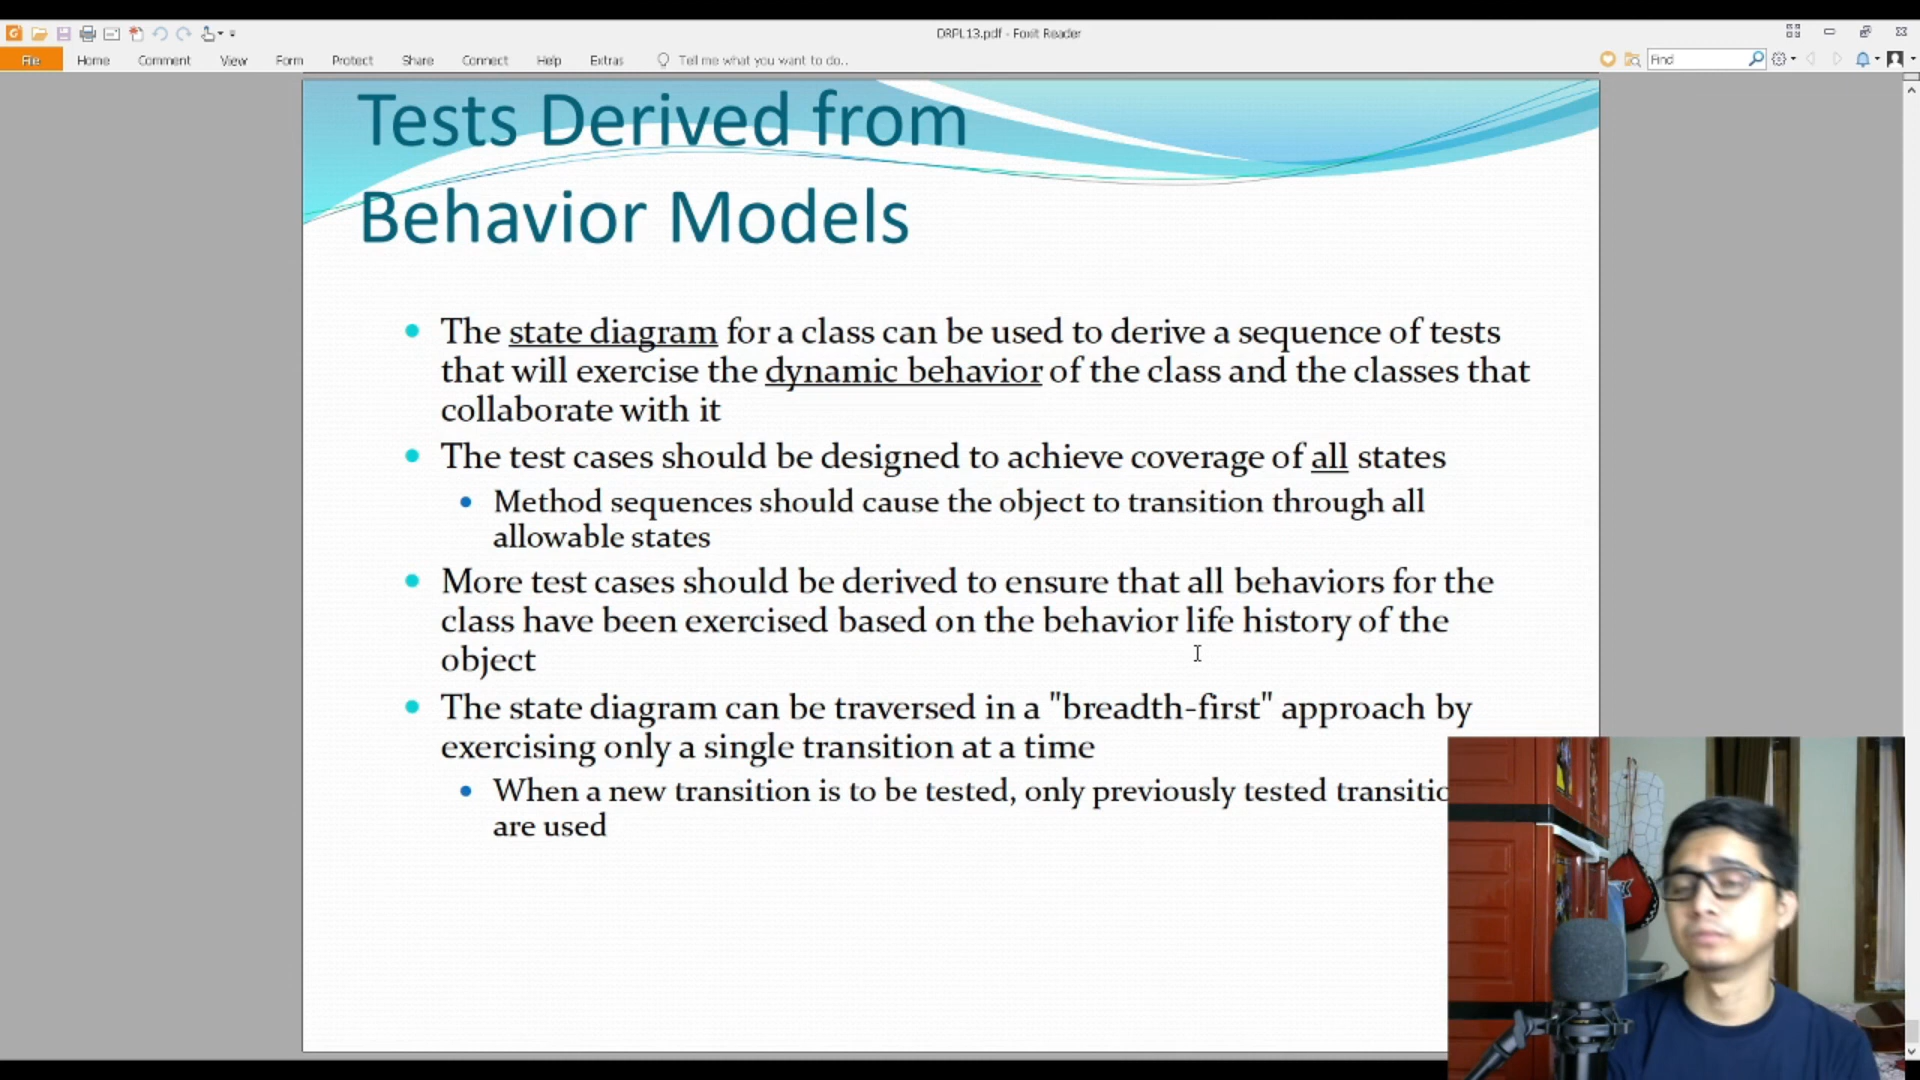 DRPL13.pdf - Foxit Reader
File Home Comment View Form Protect Share Connect Help Extras Tell me what you want to do.. Find
Tests Derived from
Behavior Models
The state diagram for a class can be used to derive a sequence of tests
that will exercise the dynamic behavior of the class and the classes that
collaborate with it
The test cases should be designed to achieve coverage of all states
Method sequences should cause the object to transition through all
allowable states
More test cases should be derived to ensure that all behaviors for the
class have been exercised based on the behavior life history of the
object
The state diagram can be traversed in a "breadth-first" approach by
exercising only a single transition at a time
When a new transition is to be tested, only previously tested transitio
are used